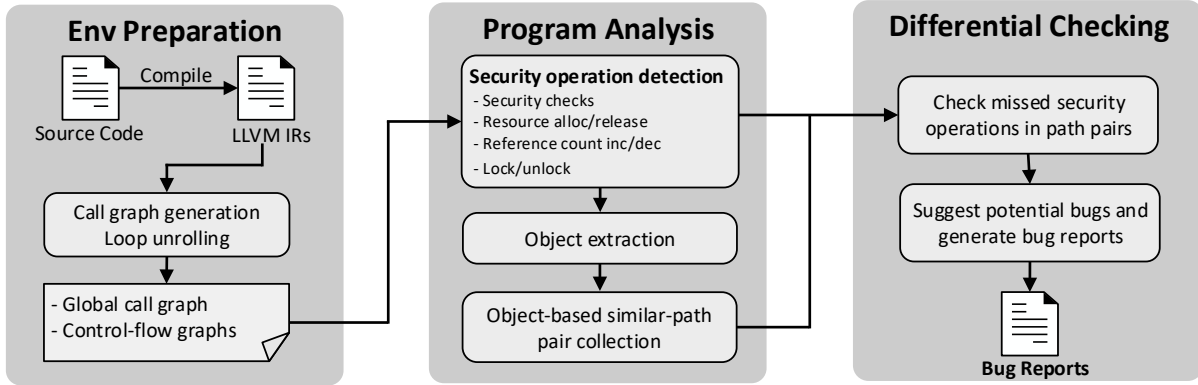 Env Preparation
Compile
Source Code
LLVM IRs
Call graph generation
Loop unrolling
- Global call graph
- Control-flow graphs
Program Analysis
Security operation detection
- Security checks
- Resource alloc/release
- Reference count inc/dec
- Lock/unlock
Object extraction
Object-based similar-path
pair collection
Differential Checking
Check missed security
operations in path pairs
Suggest potential bugs and
generate bug reports
Bug Reports